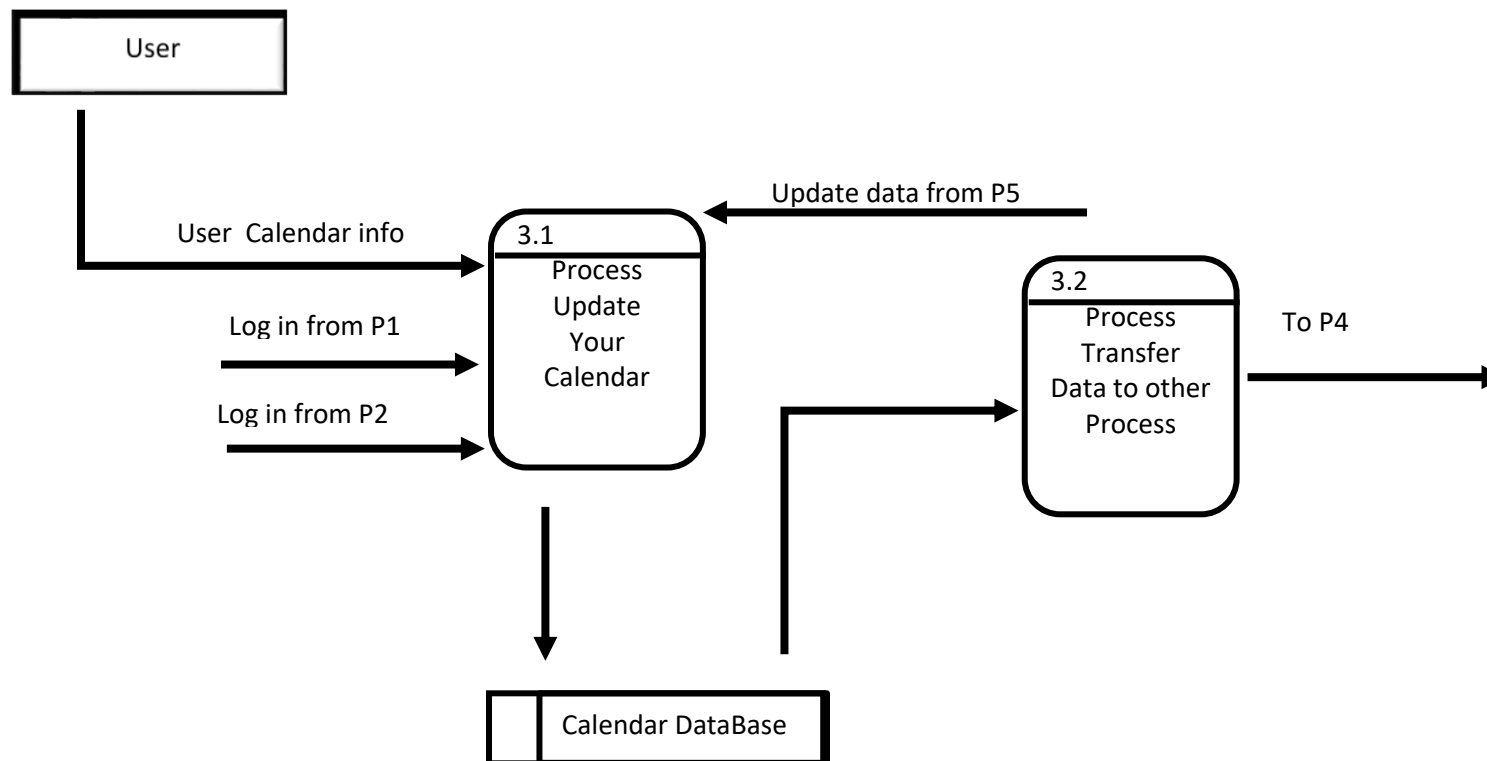 User
Update data from P5
User  Calendar info
3.1
Process
Update
Your
Calendar
3.2
Process
Transfer
Data to other
Process
To P4
Log in from P1
Log in from P2
Calendar DataBase